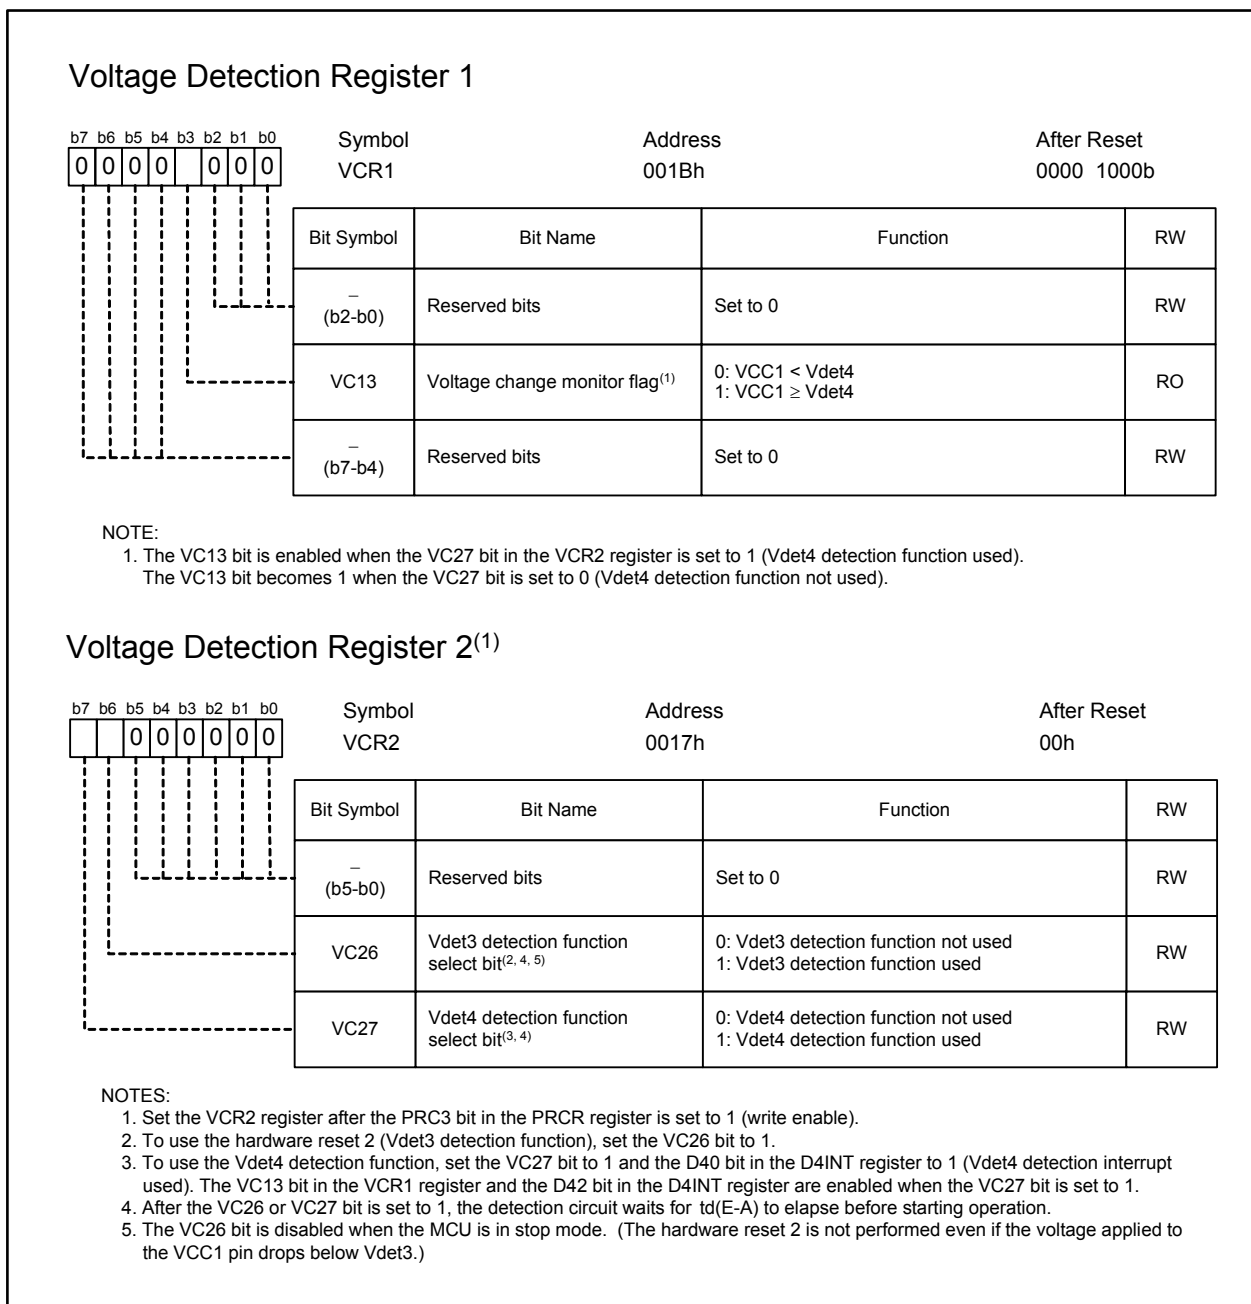 Voltage Detection Register 1
b7 b6 b5 b4 b3 b2 b1 b0 Symbol Address After Reset
0 0 0 0 0 0 0 VCR1 001Bh 0000 1000b
Bit Symbol Bit Name Function RW
–
(b2-b0) Reserved bits Set to 0 RW
VC13 Voltage change monitor flag(1) 0: VCC1 < Vdet4
1: VCC1 ≥ Vdet4 RO
–
(b7-b4) Reserved bits Set to 0 RW
NOTE:
1. The VC13 bit is enabled when the VC27 bit in the VCR2 register is set to 1 (Vdet4 detection function used).
The VC13 bit becomes 1 when the VC27 bit is set to 0 (Vdet4 detection function not used).
Voltage Detection Register 2(1)
b7 b6 b5 b4 b3 b2 b1 b0 Symbol Address After Reset
0 0 0 0 0 0 VCR2 0017h 00h
Bit Symbol Bit Name Function RW
–
(b5-b0) Reserved bits Set to 0 RW
VC26 Vdet3 detection function
select bit(2, 4, 5) 0: Vdet3 detection function not used
1: Vdet3 detection function used RW
VC27 Vdet4 detection function
select bit(3, 4) 0: Vdet4 detection function not used
1: Vdet4 detection function used RW
NOTES:
1. Set the VCR2 register after the PRC3 bit in the PRCR register is set to 1 (write enable).
2. To use the hardware reset 2 (Vdet3 detection function), set the VC26 bit to 1.
3. To use the Vdet4 detection function, set the VC27 bit to 1 and the D40 bit in the D4INT register to 1 (Vdet4 detection interrupt
used). The VC13 bit in the VCR1 register and the D42 bit in the D4INT register are enabled when the VC27 bit is set to 1.
4. After the VC26 or VC27 bit is set to 1, the detection circuit waits for td(E-A) to elapse before starting operation.
5. The VC26 bit is disabled when the MCU is in stop mode. (The hardware reset 2 is not performed even if the voltage applied to
the VCC1 pin drops below Vdet3.)